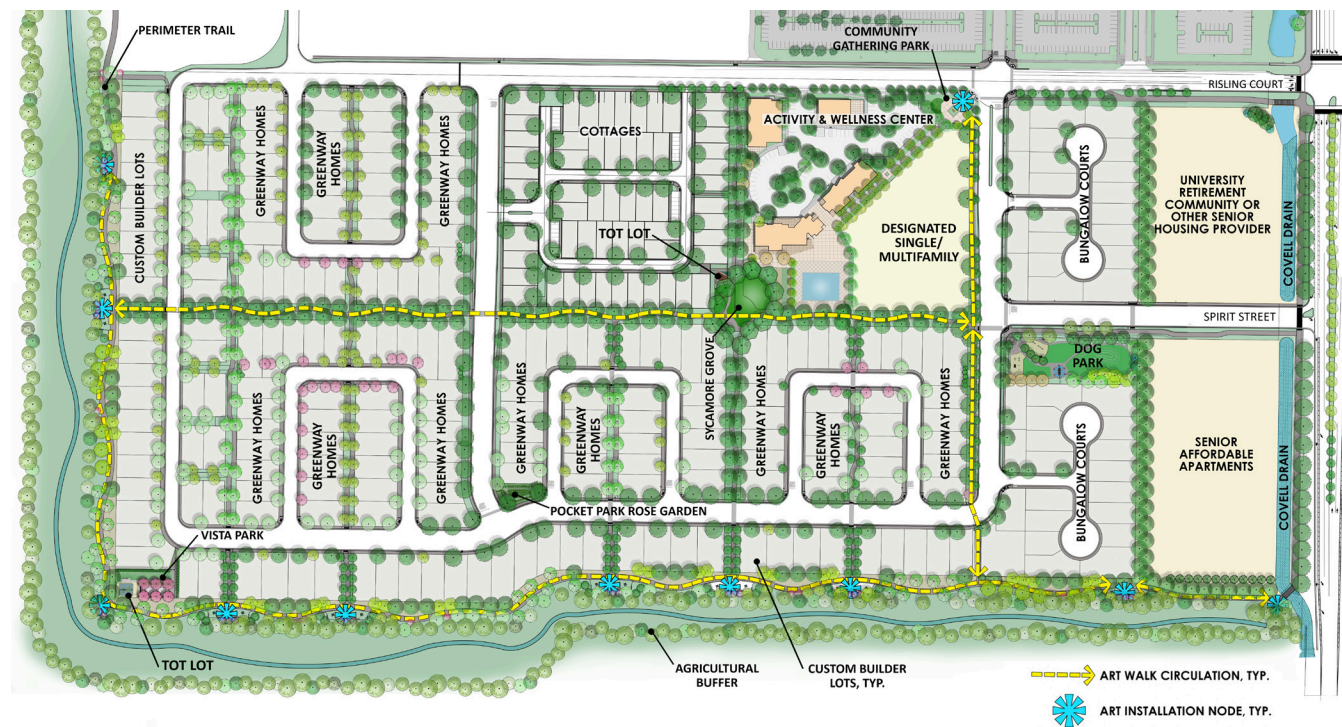 PERIMETER TRAIL
COMMUNITY
GATHERING PARK
RISLING COURT
CUSTOM BUILDER LOTS
GREENWAY HOMES
GREENWAY
HOMES
GREENWAY HOMES
COTTAGES
ACTIVITY & WELLNESS CENTER
TOT LOT
DESIGNATED
SINGLE/
MULTIFAMILY
BUNGALOW COURTS
UNIVERSITY
RETIREMENT
COMMUNITY OR
OTHER SENIOR
HOUSING PROVIDER
COVELL DRAIN
SPIRIT STREET
GREENWAY HOMES
GREENWAY
HOMES
GREENWAY HOMES
GREENWAY HOMES
GREENWAY
HOMES
SYCAMORE GROVE
GREENWAY HOMES
GREENWAY
HOMES
GREENWAY HOMES
DOG
PARK
BUNGALOW COURTS
SENIOR
AFFORDABLE
APARTMENTS
COVELL DRAIN
POCKET PARK ROSE GARDEN
VISTA PARK
TOT LOT
AGRICULTURAL
BUFFER
CUSTOM BUILDER
LOTS, TYP.
ART WALK CIRCULATION, TYP.
ART INSTALLATION NODE, TYP.